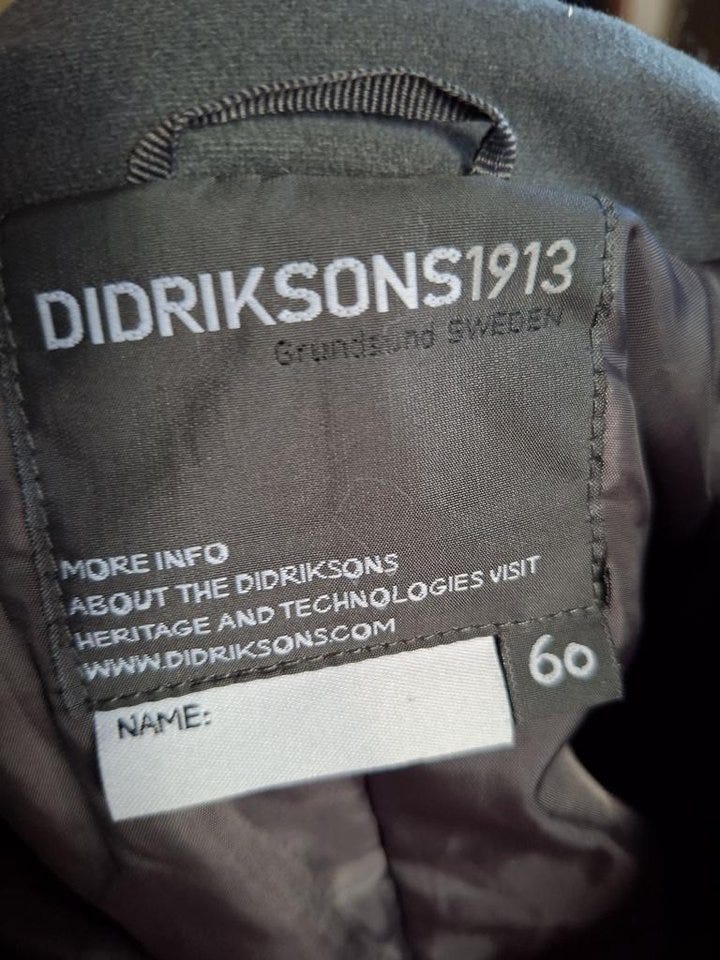 DIDRIKSONS1913
Grundsund SWEDEN
MORE INFO
ABOUT THE DIDRIKSONS
HERITAGE AND TECHNOLOGIES VISIT
WWW.DIDRIKSONS.COM
60
NAME: